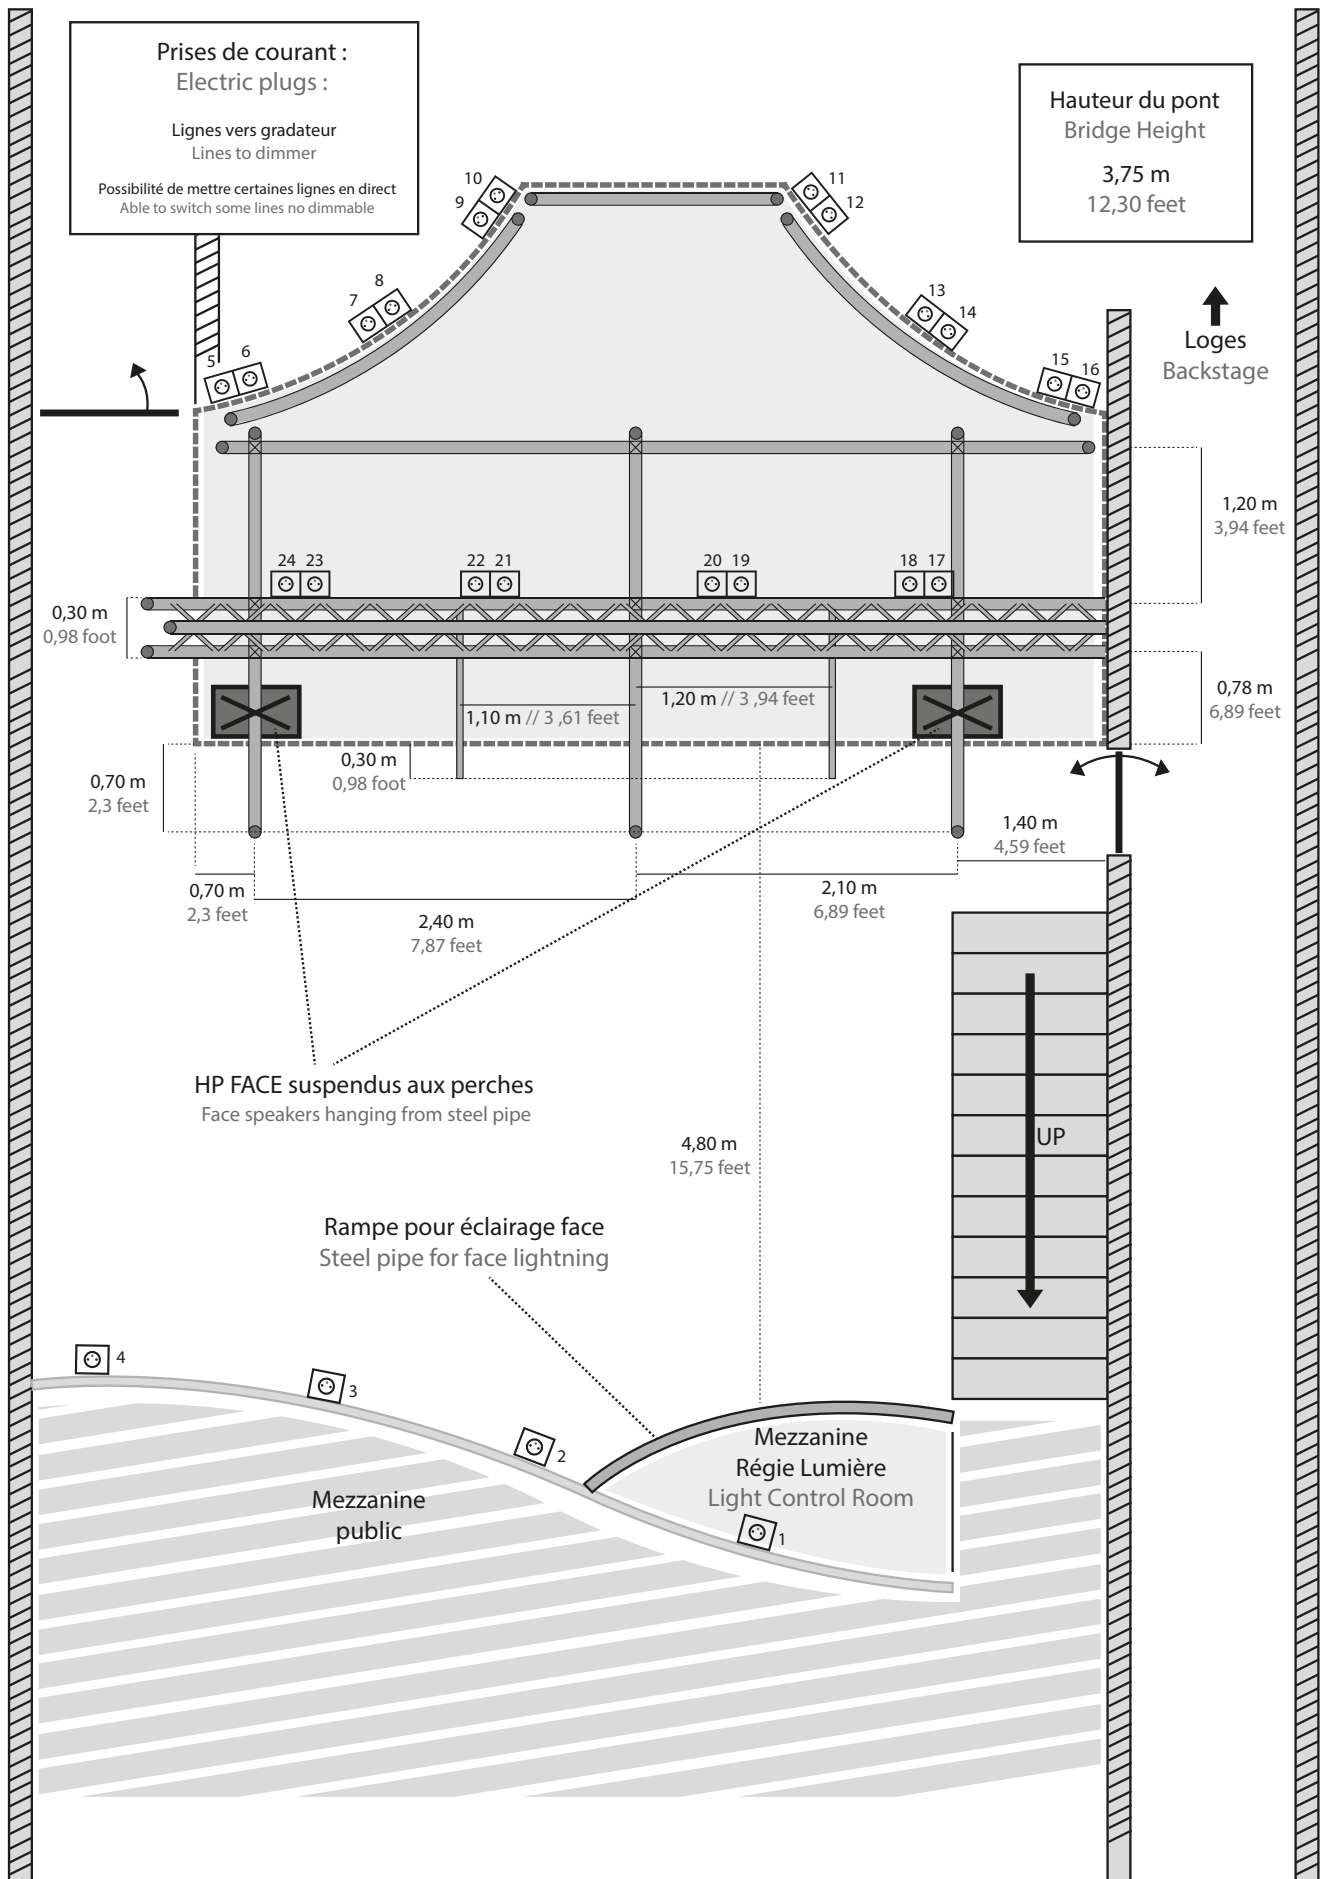 Prises de courant :
Electric plugs :
Lignes vers gradateur
Lines to dimmer
Possibilité de mettre certaines lignes en direct
Able to switch some lines no dimmable
Hauteur du pont
Bridge Height
3,75 m
12,30 feet
10
9
11
12
8
7
13
14
6
5
15
16
Loges
Backstage
1,20 m
3,94 feet
24 23
22 21
20 19
18 17
0,30 m
0,98 foot
1,20 m // 3 ,94 feet
1,10 m // 3 ,61 feet
0,78 m
6,89 feet
0,30 m
0,98 foot
0,70 m
2,3 feet
1,40 m
4,59 feet
0,70 m
2,3 feet
2,10 m
6,89 feet
2,40 m
7,87 feet
HP FACE suspendus aux perches
Face speakers hanging from steel pipe
UP
4,80 m
15,75 feet
Rampe pour éclairage face
Steel pipe for face lightning
4
3
2
Mezzanine
Régie Lumière
Light Control Room
1
Mezzanine
public